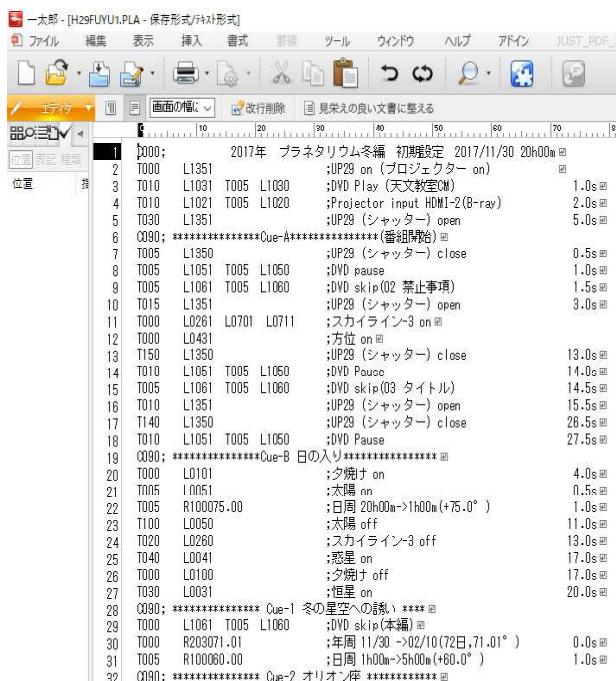 一太郎 - [H29FUYU1.PLA - 保存形式/テキスト形式]
ファイル 編集 表示 挿入 書式 罫線 ツール ウィンドウ ヘルプ アドイン JUST_PDF_
エディタ 画面の幅に 改行削除 見栄えの良い文書に整える
位置 表記 種類
位置 指
10 20 30 40 50 60 70
1 D000; 2017年 プラネタリウム冬編 初期設定 2017/11/30 20h00m
2 T000 L1351 ;UP29 on (プロジェクター on)
3 T010 L1031 T005 L1030 ;DVD Play (天文教室CM) 1.0s
4 T010 L1021 T005 L1020 ;Projector input HDMI-2(B-ray) 2.0s
5 T030 L1351 ;UP29 (シャッター) open 5.0s
6 C090; ***************Cue-A***************(番組開始)
7 T005 L1350 ;UP29 (シャッター) close 0.5s
8 T005 L1051 T005 L1050 ;DVD pause 1.0s
9 T005 L1061 T005 L1060 ;DVD skip(02 禁止事項) 1.5s
10 T015 L1351 ;UP29 (シャッター) open 3.0s
11 T000 L0261 L0701 L0711 ;スカイライン-3 on
12 T000 L0431 ;方位 on
13 T150 L1350 ;UP29 (シャッター) close 13.0s
14 T010 L1051 T005 L1050 ;DVD Pause 14.0s
15 T005 L1061 T005 L1060 ;DVD skip(03 タイトル) 14.5s
16 T010 L1351 ;UP29 (シャッター) open 15.5s
17 T140 L1350 ;UP29 (シャッター) close 26.5s
18 T010 L1051 T005 L1050 ;DVD Pause 27.5s
19 C090; ***************Cue-B 日の入り****************
20 T000 L0101 ;夕焼け on 4.0s
21 T005 L0051 ;太陽 on 0.5s
22 T005 R100075.00 ;日周 20h00m->1h00m(+75.0°) 1.0s
23 T100 L0050 ;太陽 off 11.0s
24 T020 L0260 ;スカイライン-3 off 13.0s
25 T040 L0041 ;惑星 on 17.0s
26 T000 L0100 ;夕焼け off 17.0s
27 T030 L0031 ;恒星 on 20.0s
28 C090; *************** Cue-1 冬の星空への誘い ****
29 T000 L1061 T005 L1060 ;DVD skip(本編)
30 T000 R203071.01 ;年周 11/30 ->02/10(72日,71.01°) 0.0s
31 T005 R100060.00 ;日周 1h00m->5h00m(+60.0°) 1.0s
32 C090; *************** Cue-2 オリオン座 ************